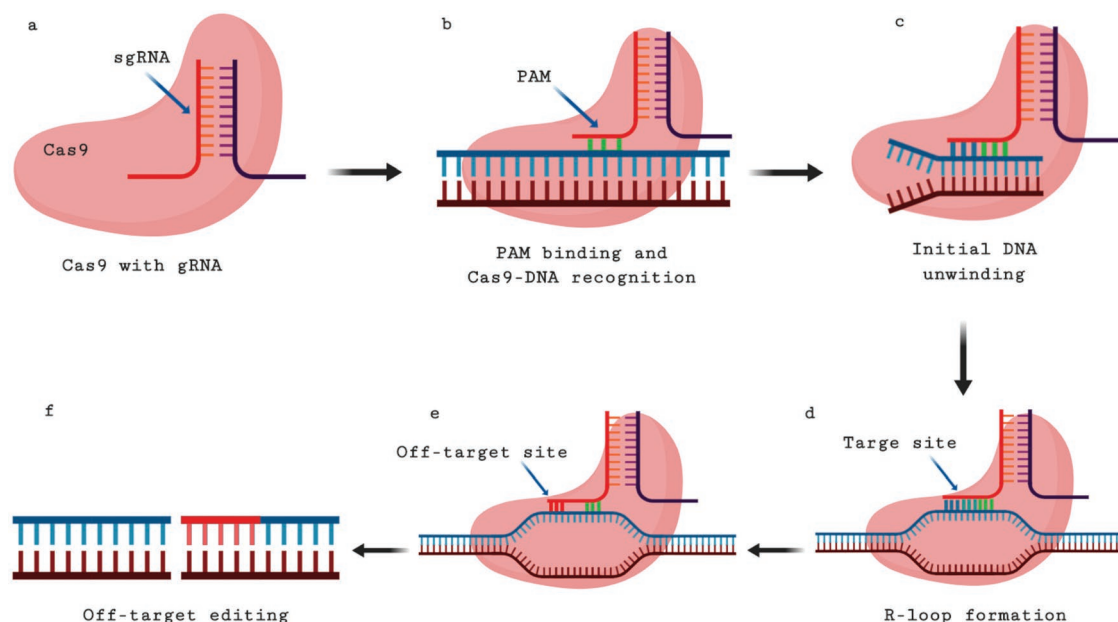 a
sgRNA
Cas9
Cas9 with gRNA
b
PAM
PAM binding and
Cas9-DNA recognition
c
Initial DNA
unwinding
d
Targe site
R-loop formation
e
Off-target site
f
Off-target editing